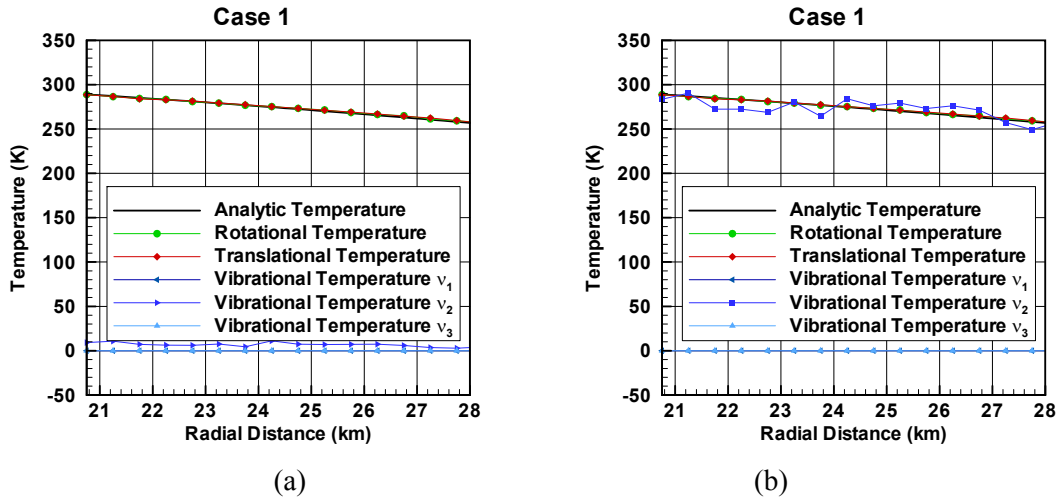 Case 1
350
300
250
200
150
100
50
0
-50
Temperature (K)
Analytic Temperature
Rotational Temperature
Translational Temperature
Vibrational Temperature ν1
Vibrational Temperature ν2
Vibrational Temperature ν3
21 22 23 24 25 26 27 28
Radial Distance (km)
(a)
Case 1
350
300
250
200
150
100
50
0
-50
Temperature (K)
Analytic Temperature
Rotational Temperature
Translational Temperature
Vibrational Temperature ν1
Vibrational Temperature ν2
Vibrational Temperature ν3
21 22 23 24 25 26 27 28
Radial Distance (km)
(b)